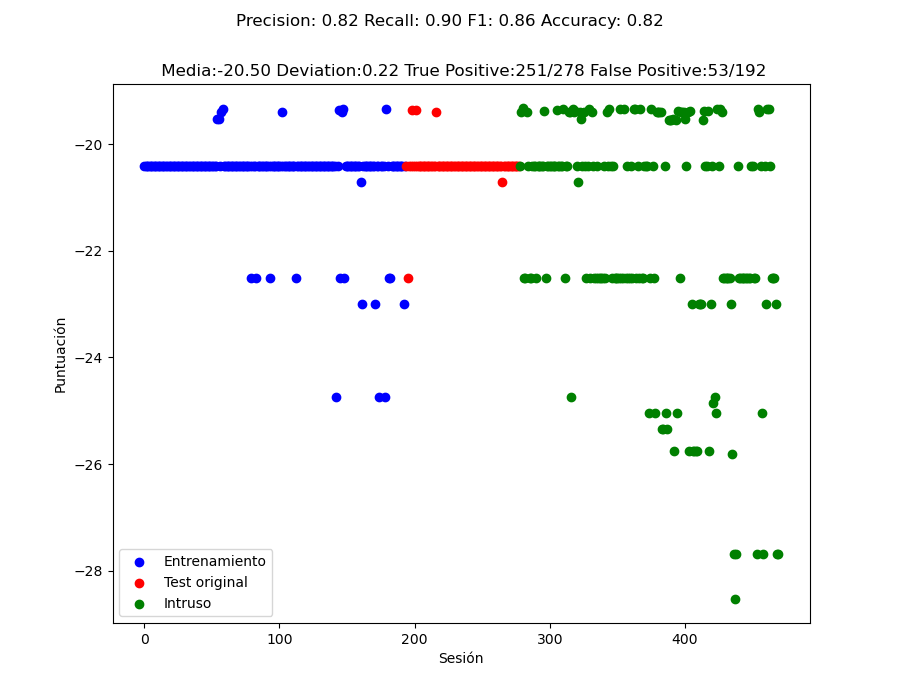 Precision: 0.82 Recall: 0.90 F1: 0.86 Accuracy: 0.82
Media:-20.50 Deviation:0.22 True Positive:251/278 False Positive:53/192
−20
−22
−24
−26
−28
Puntuación
Entrenamiento
Test original
Intruso
0 100 200 300 400
Sesión